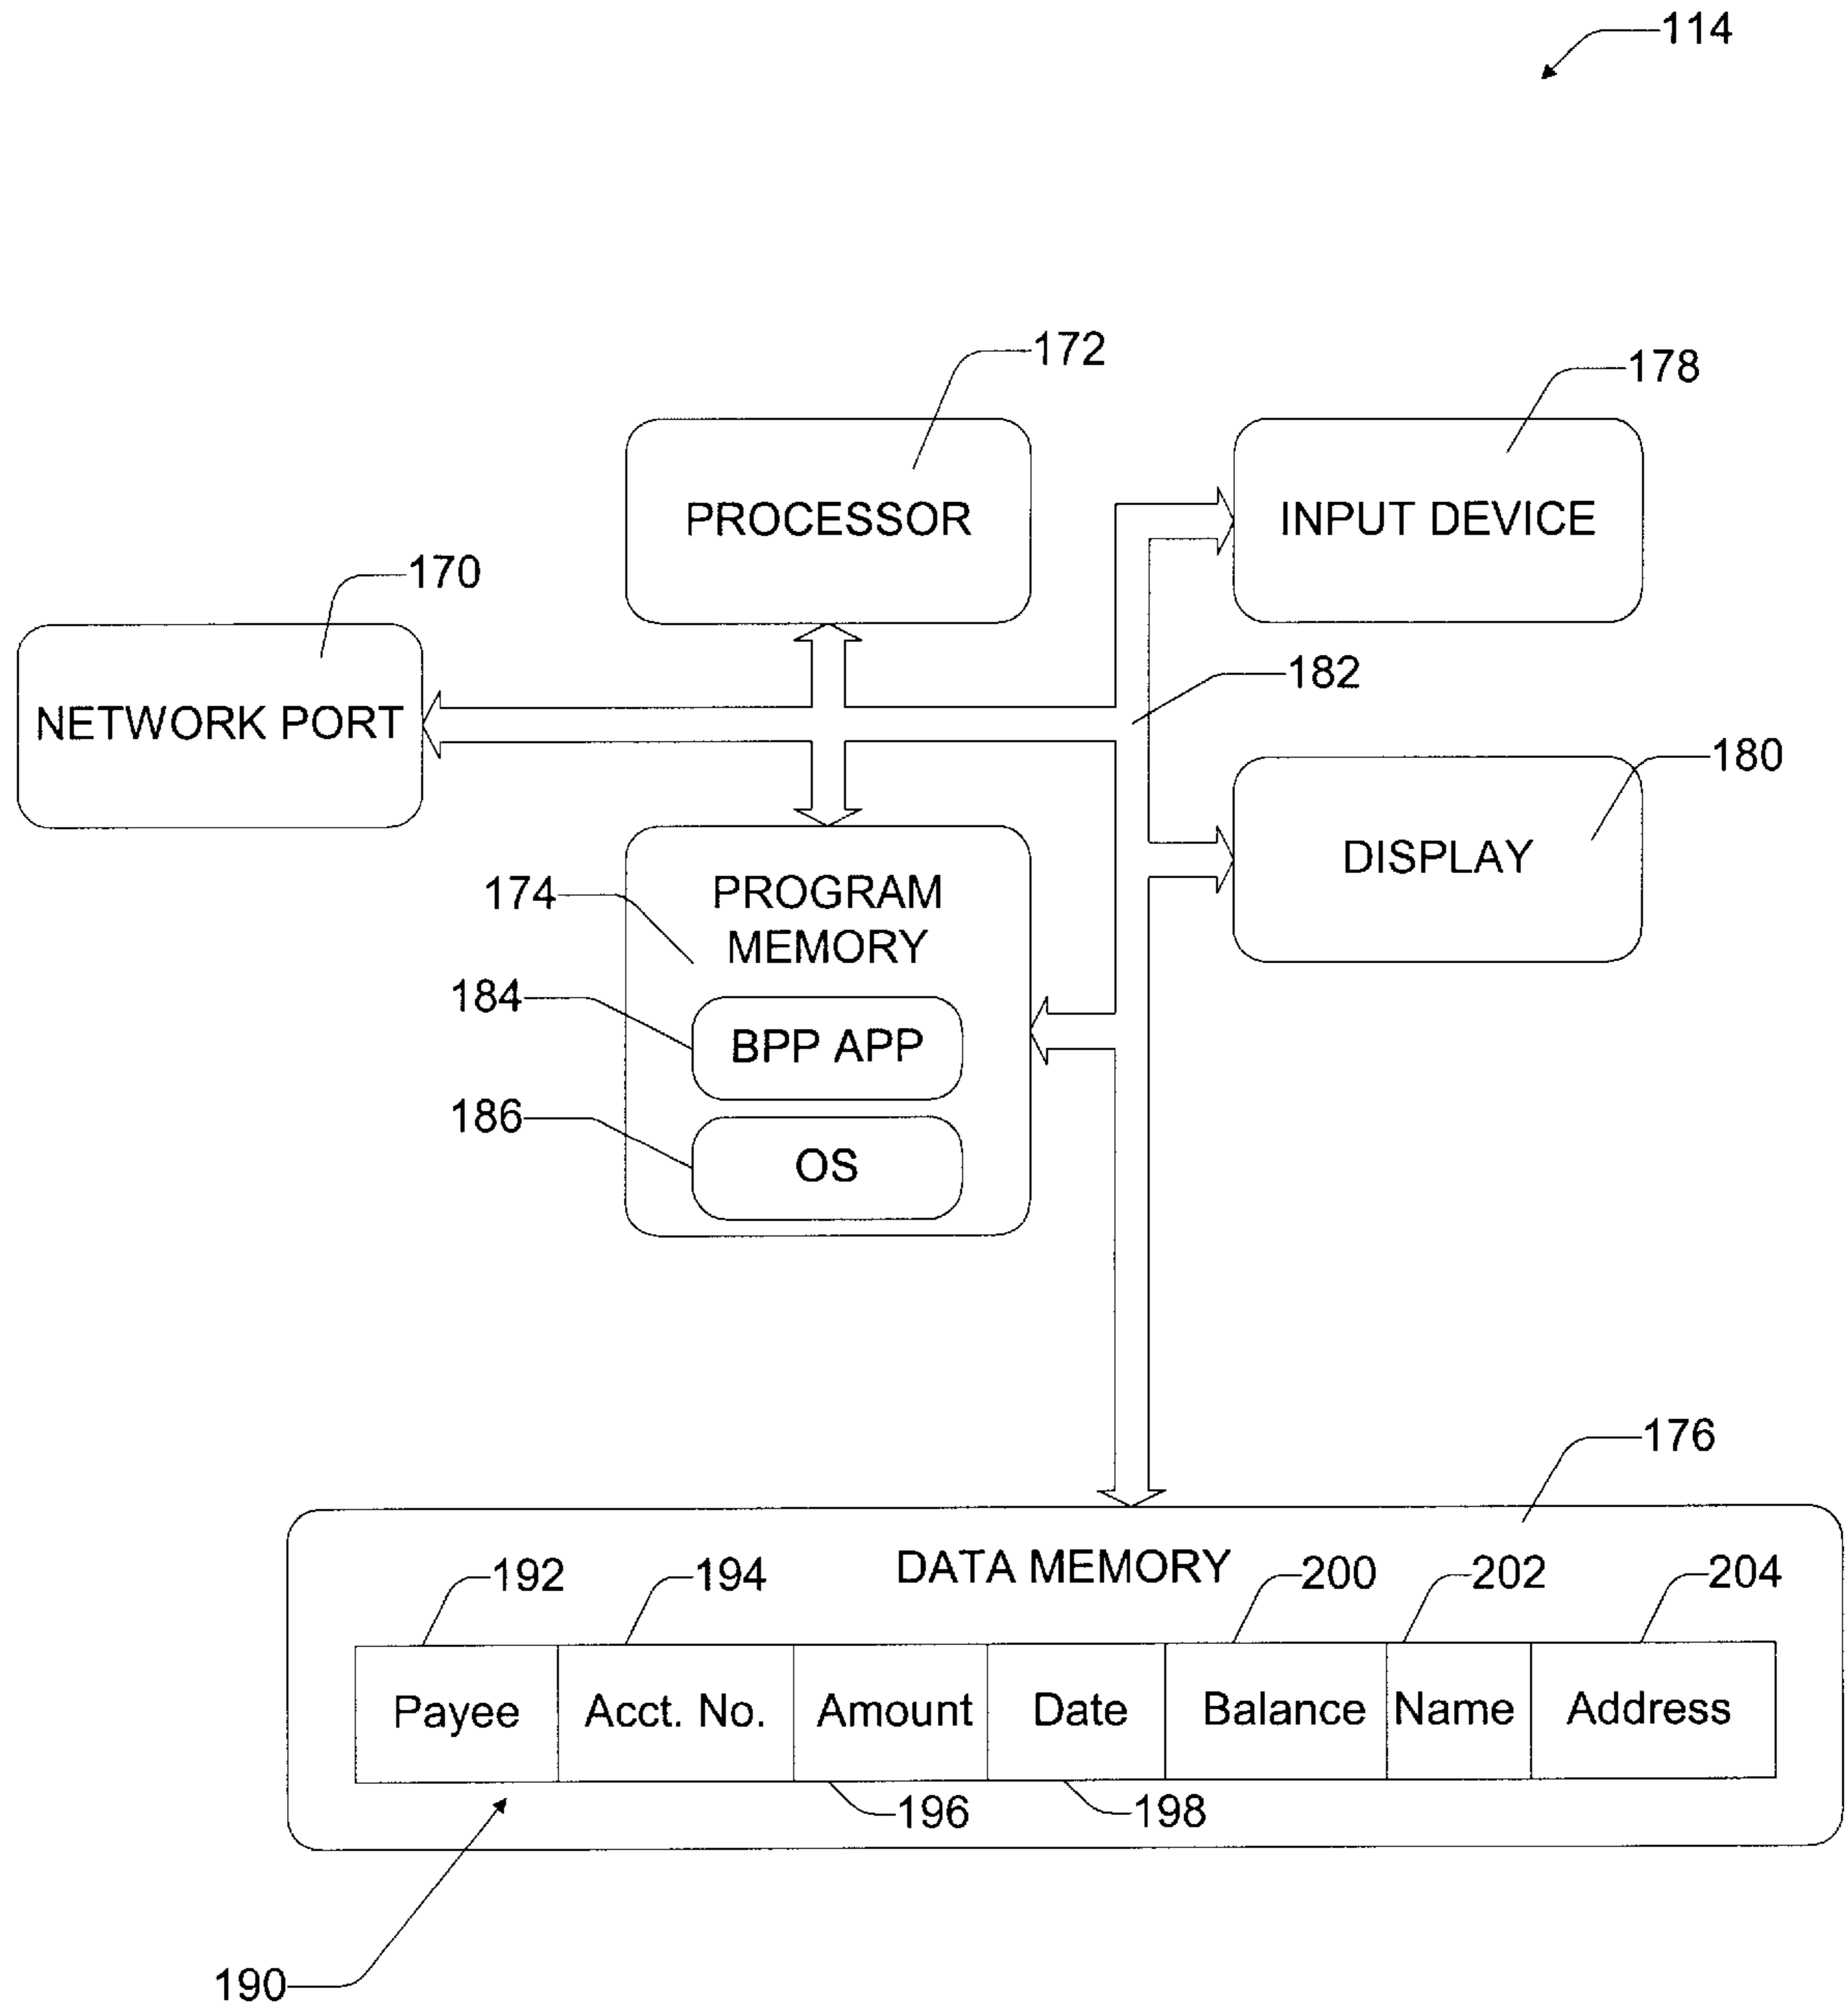 114
172
178
PROCESSOR
INPUT DEVICE
170
182
NETWORK PORT
180
DISPLAY
174
PROGRAM
MEMORY
184
BPP APP
186
OS
176
DATA MEMORY
192
194
200
202
204
Payee
Acct. No.
Amount
Date
Balance
Name
Address
196
198
190